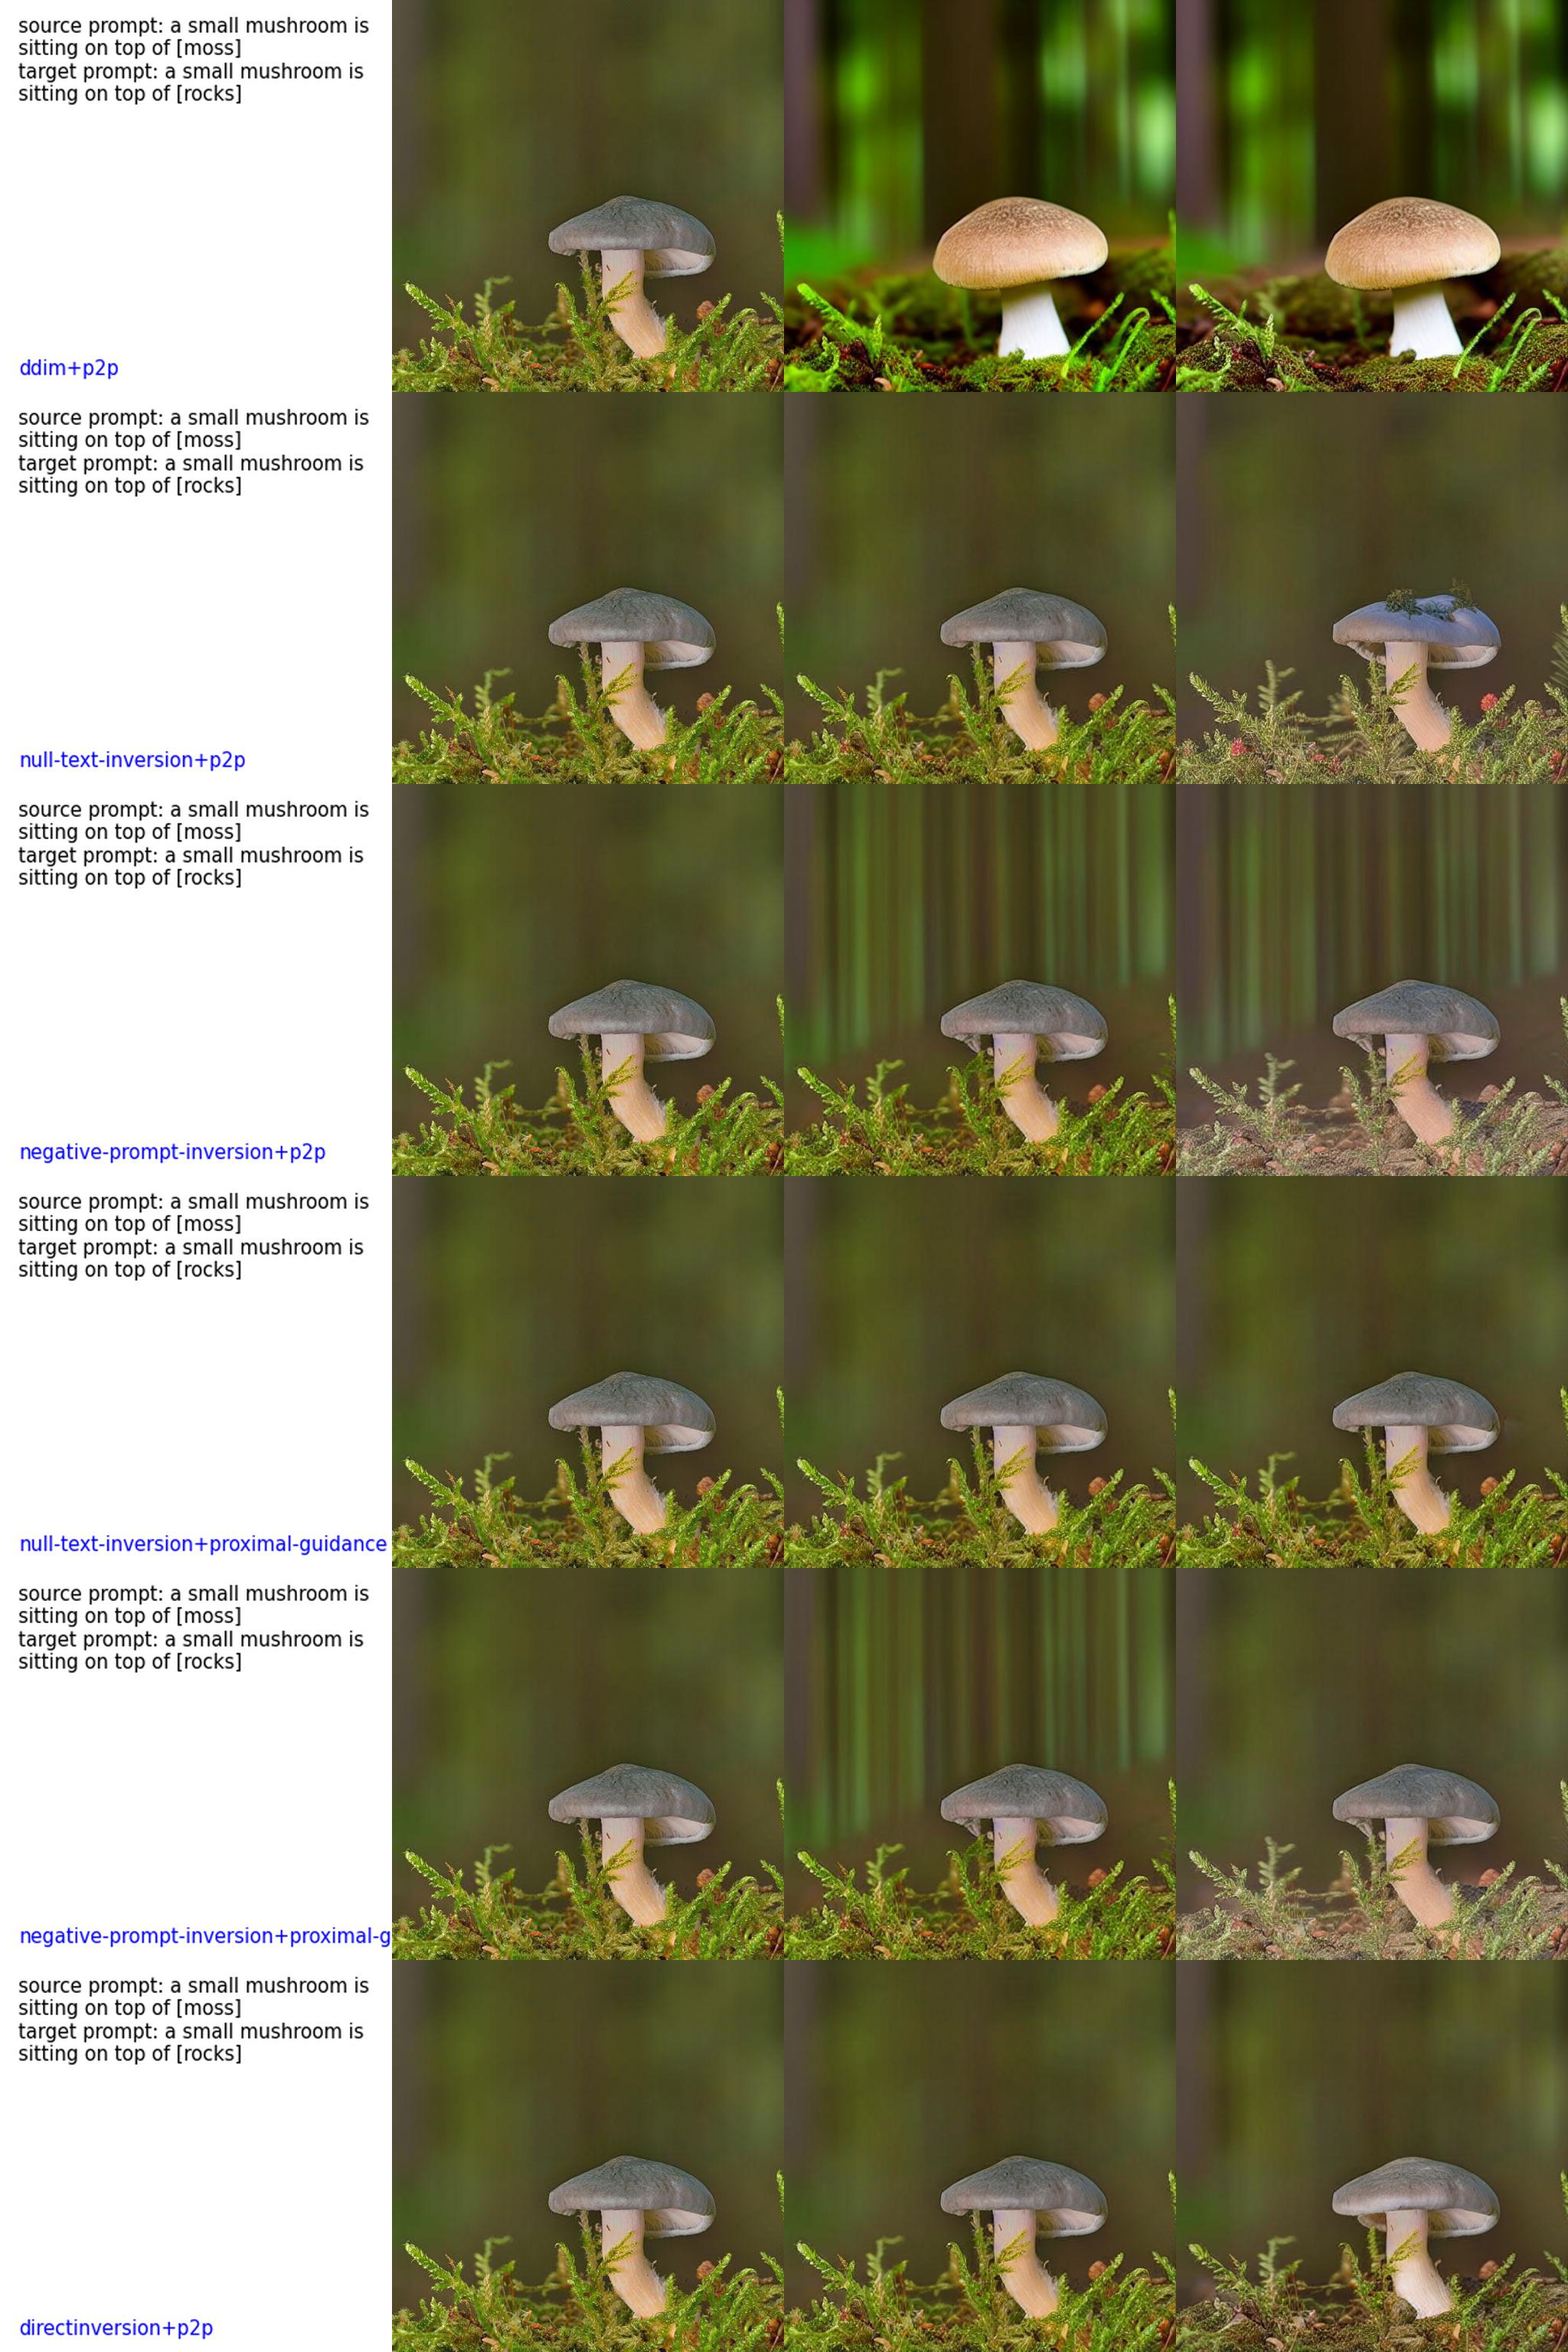 source prompt: a small mushroom is
sitting on top of [moss]
target prompt: a small mushroom is
sitting on top of [rocks]
ddim+p2p
source prompt: a small mushroom is
sitting on top of [moss]
target prompt: a small mushroom is
sitting on top of [rocks]
null-text-inversion+p2p
source prompt: a small mushroom is
sitting on top of [moss]
target prompt: a small mushroom is
sitting on top of [rocks]
negative-prompt-inversion+p2p
source prompt: a small mushroom is
sitting on top of [moss]
target prompt: a small mushroom is
sitting on top of [rocks]
null-text-inversion+proximal-guidance
source prompt: a small mushroom is
sitting on top of [moss]
target prompt: a small mushroom is
sitting on top of [rocks]
negative-prompt-inversion+proximal-g
source prompt: a small mushroom is
sitting on top of [moss]
target prompt: a small mushroom is
sitting on top of [rocks]
directinversion+p2p